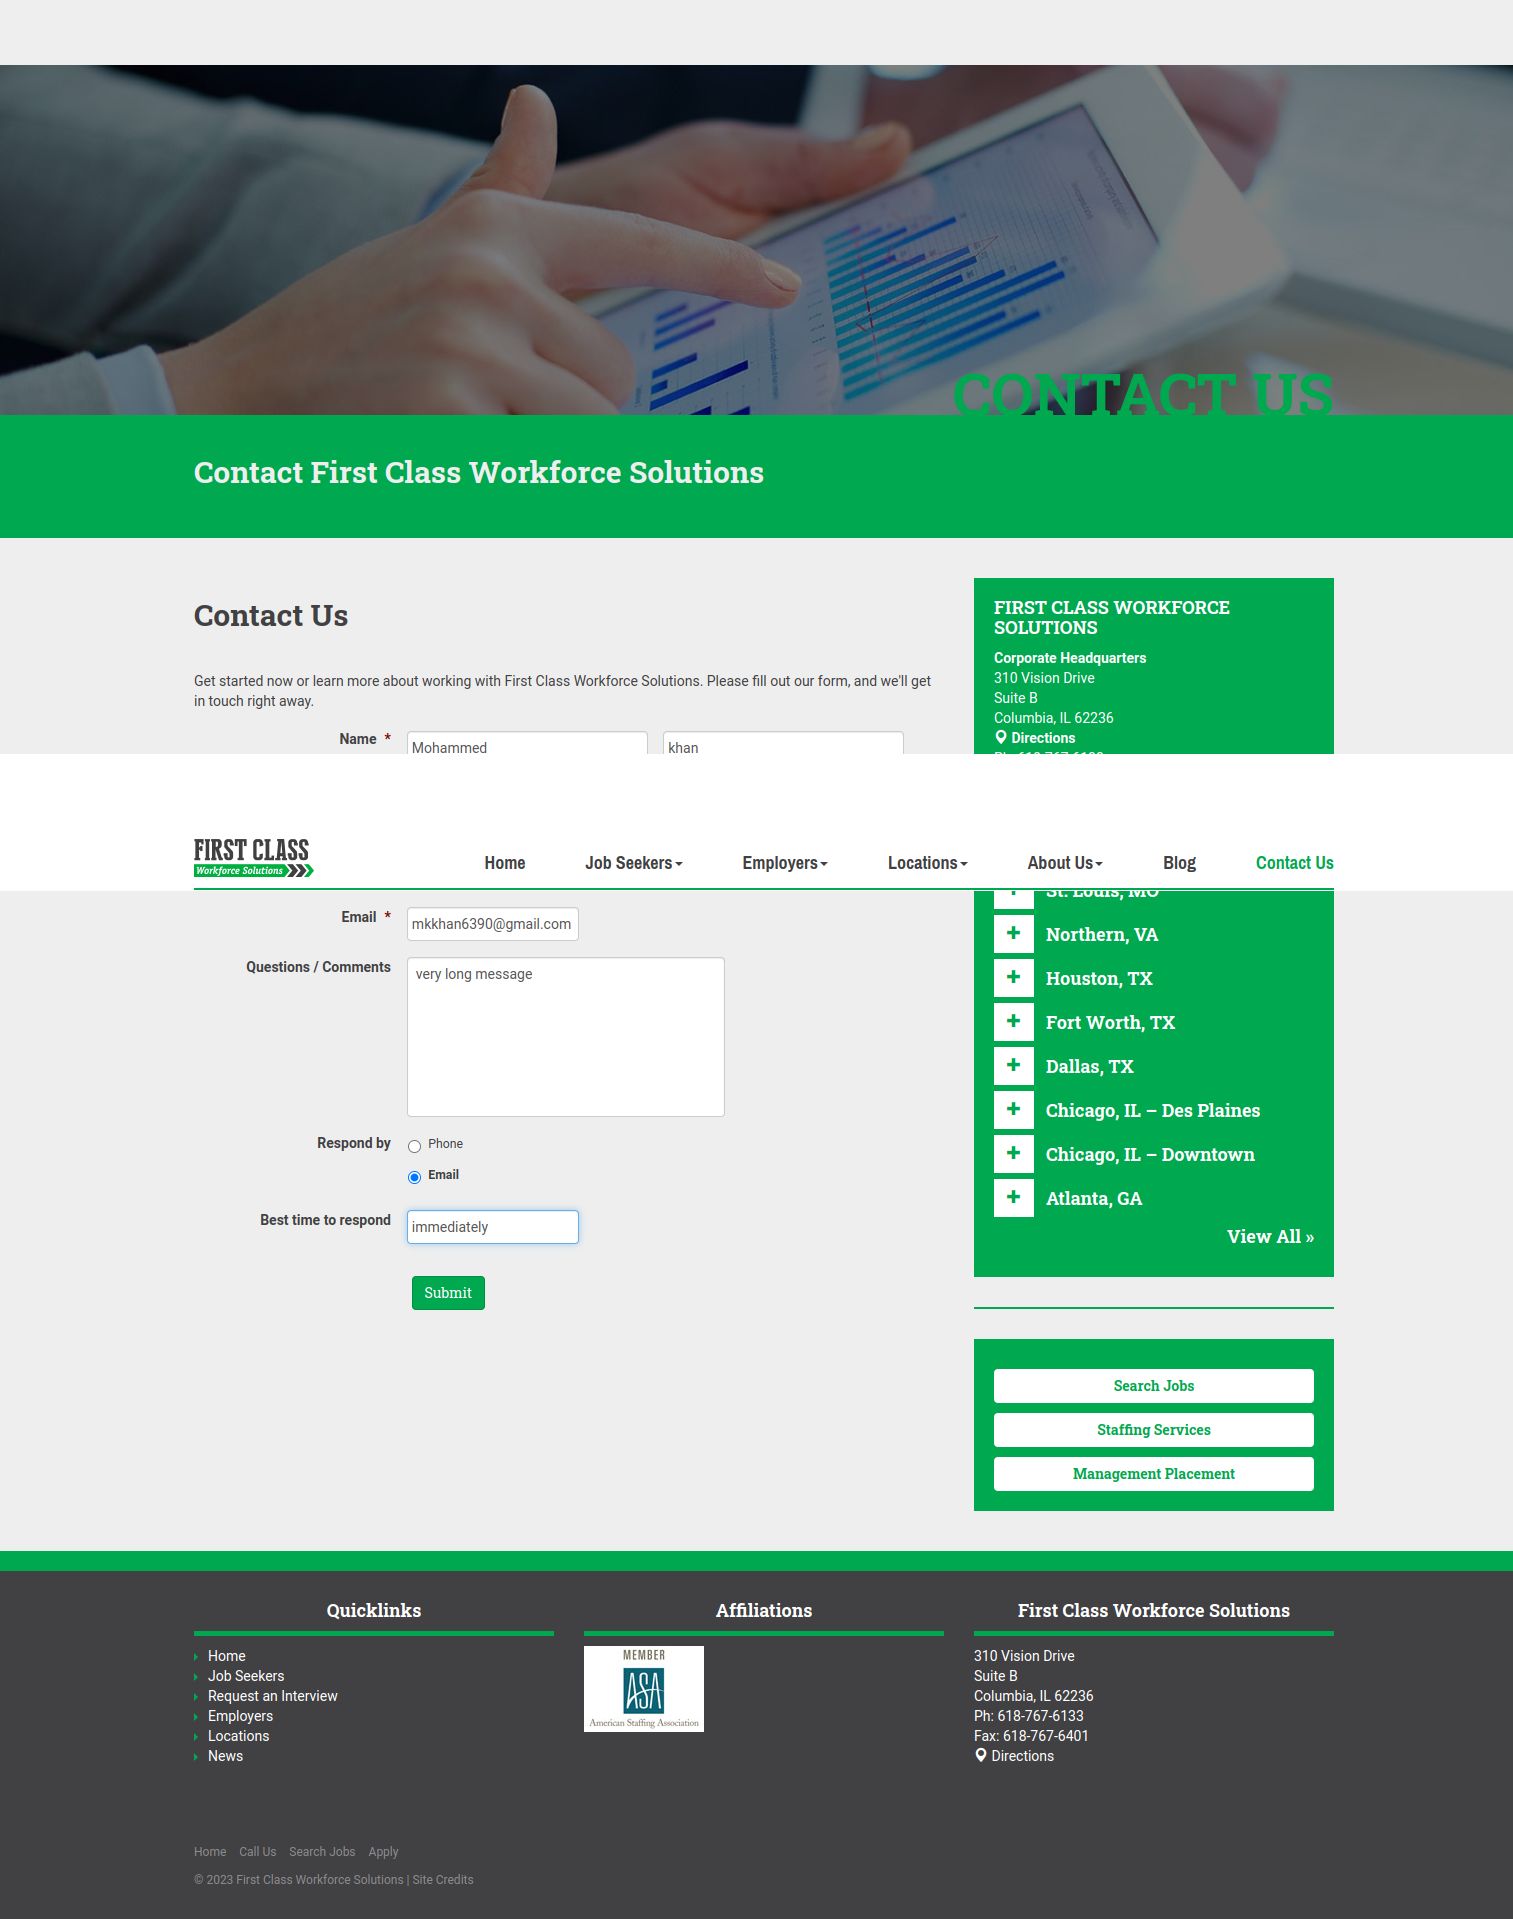 CONTACT US
Contact First Class Workforce Solutions
Contact Us
Get started now or learn more about working with First Class Workforce Solutions. Please fill out our form, and we'll get
in touch right away.
Name *
Mohammed
khan
FIRST CLASS WORKFORCE
SOLUTIONS
Corporate Headquarters
310 Vision Drive
Suite B
Columbia, IL 62236
Directions
FIRST CLASS
Workforce Solutions
Home
Job Seekers
Employers
Locations
About Us
Blog
Contact Us
Email *
mkkhan6390@gmail.com
Questions / Comments
very long message
Respond by
Phone
Email
Best time to respond
immediately
Submit
St. Louis, MO
Northern, VA
Houston, TX
Fort Worth, TX
Dallas, TX
Chicago, IL – Des Plaines
Chicago, IL – Downtown
Atlanta, GA
View All »
Search Jobs
Staffing Services
Management Placement
Quicklinks
Home
Job Seekers
Request an Interview
Employers
Locations
News
Affiliations
MEMBER
ASA
American Staffing Association
First Class Workforce Solutions
310 Vision Drive
Suite B
Columbia, IL 62236
Ph: 618-767-6133
Fax: 618-767-6401
Directions
Home Call Us Search Jobs Apply
© 2023 First Class Workforce Solutions | Site Credits